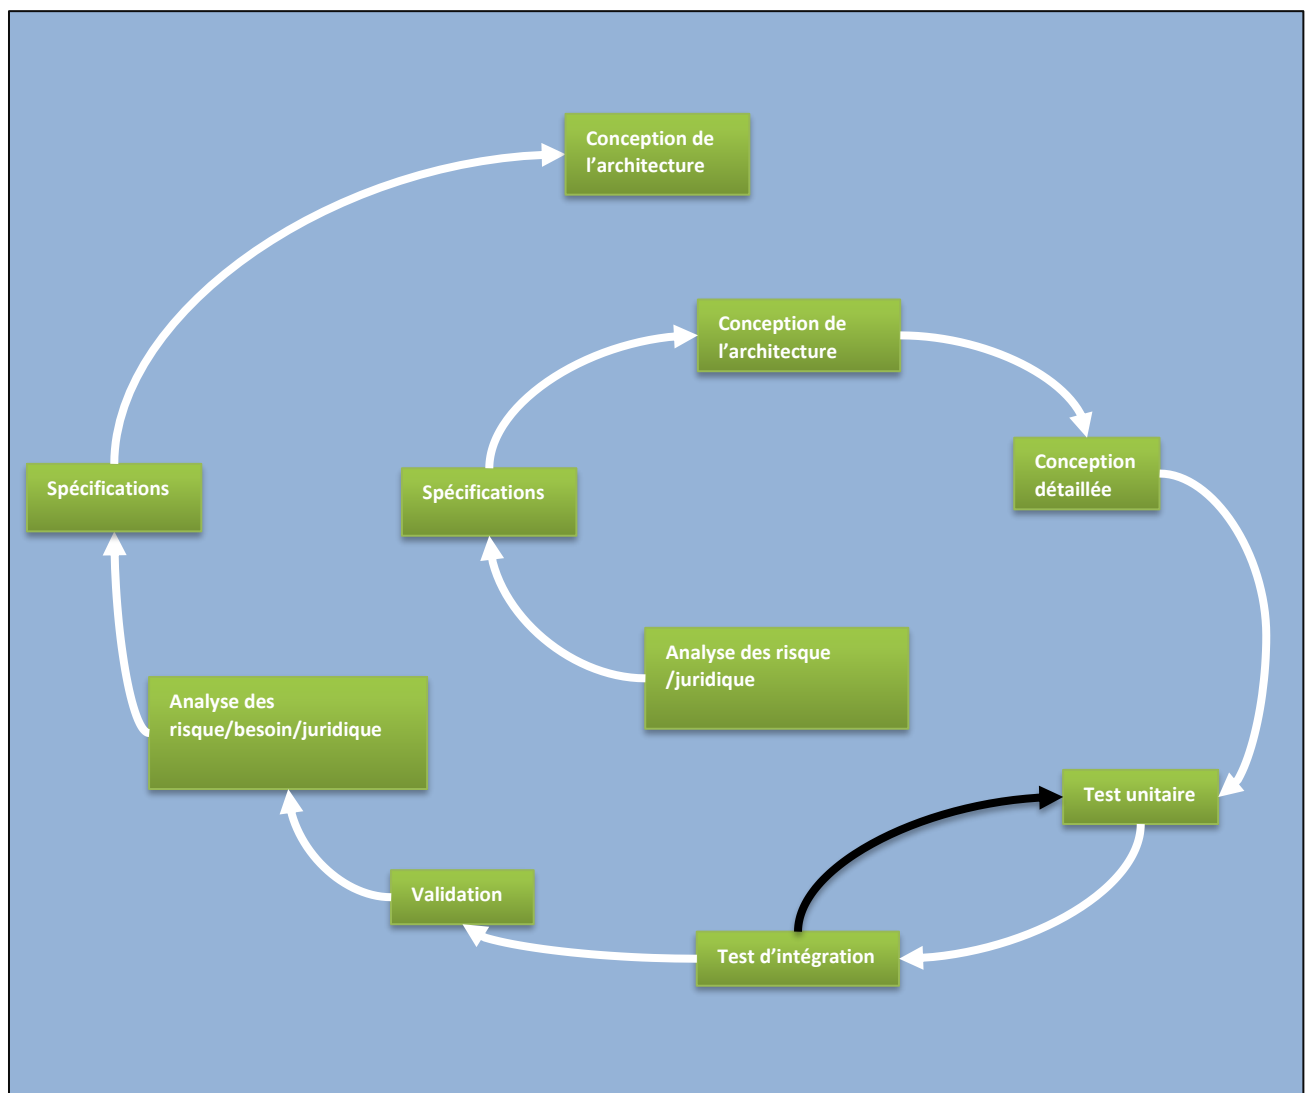 Conception de
l’architecture
Conception de
l’architecture
Conception
détaillée
Spécifications
Spécifications
Analyse des risque
/juridique
Analyse des
risque/besoin/juridique
Test unitaire
Validation
Test d’intégration